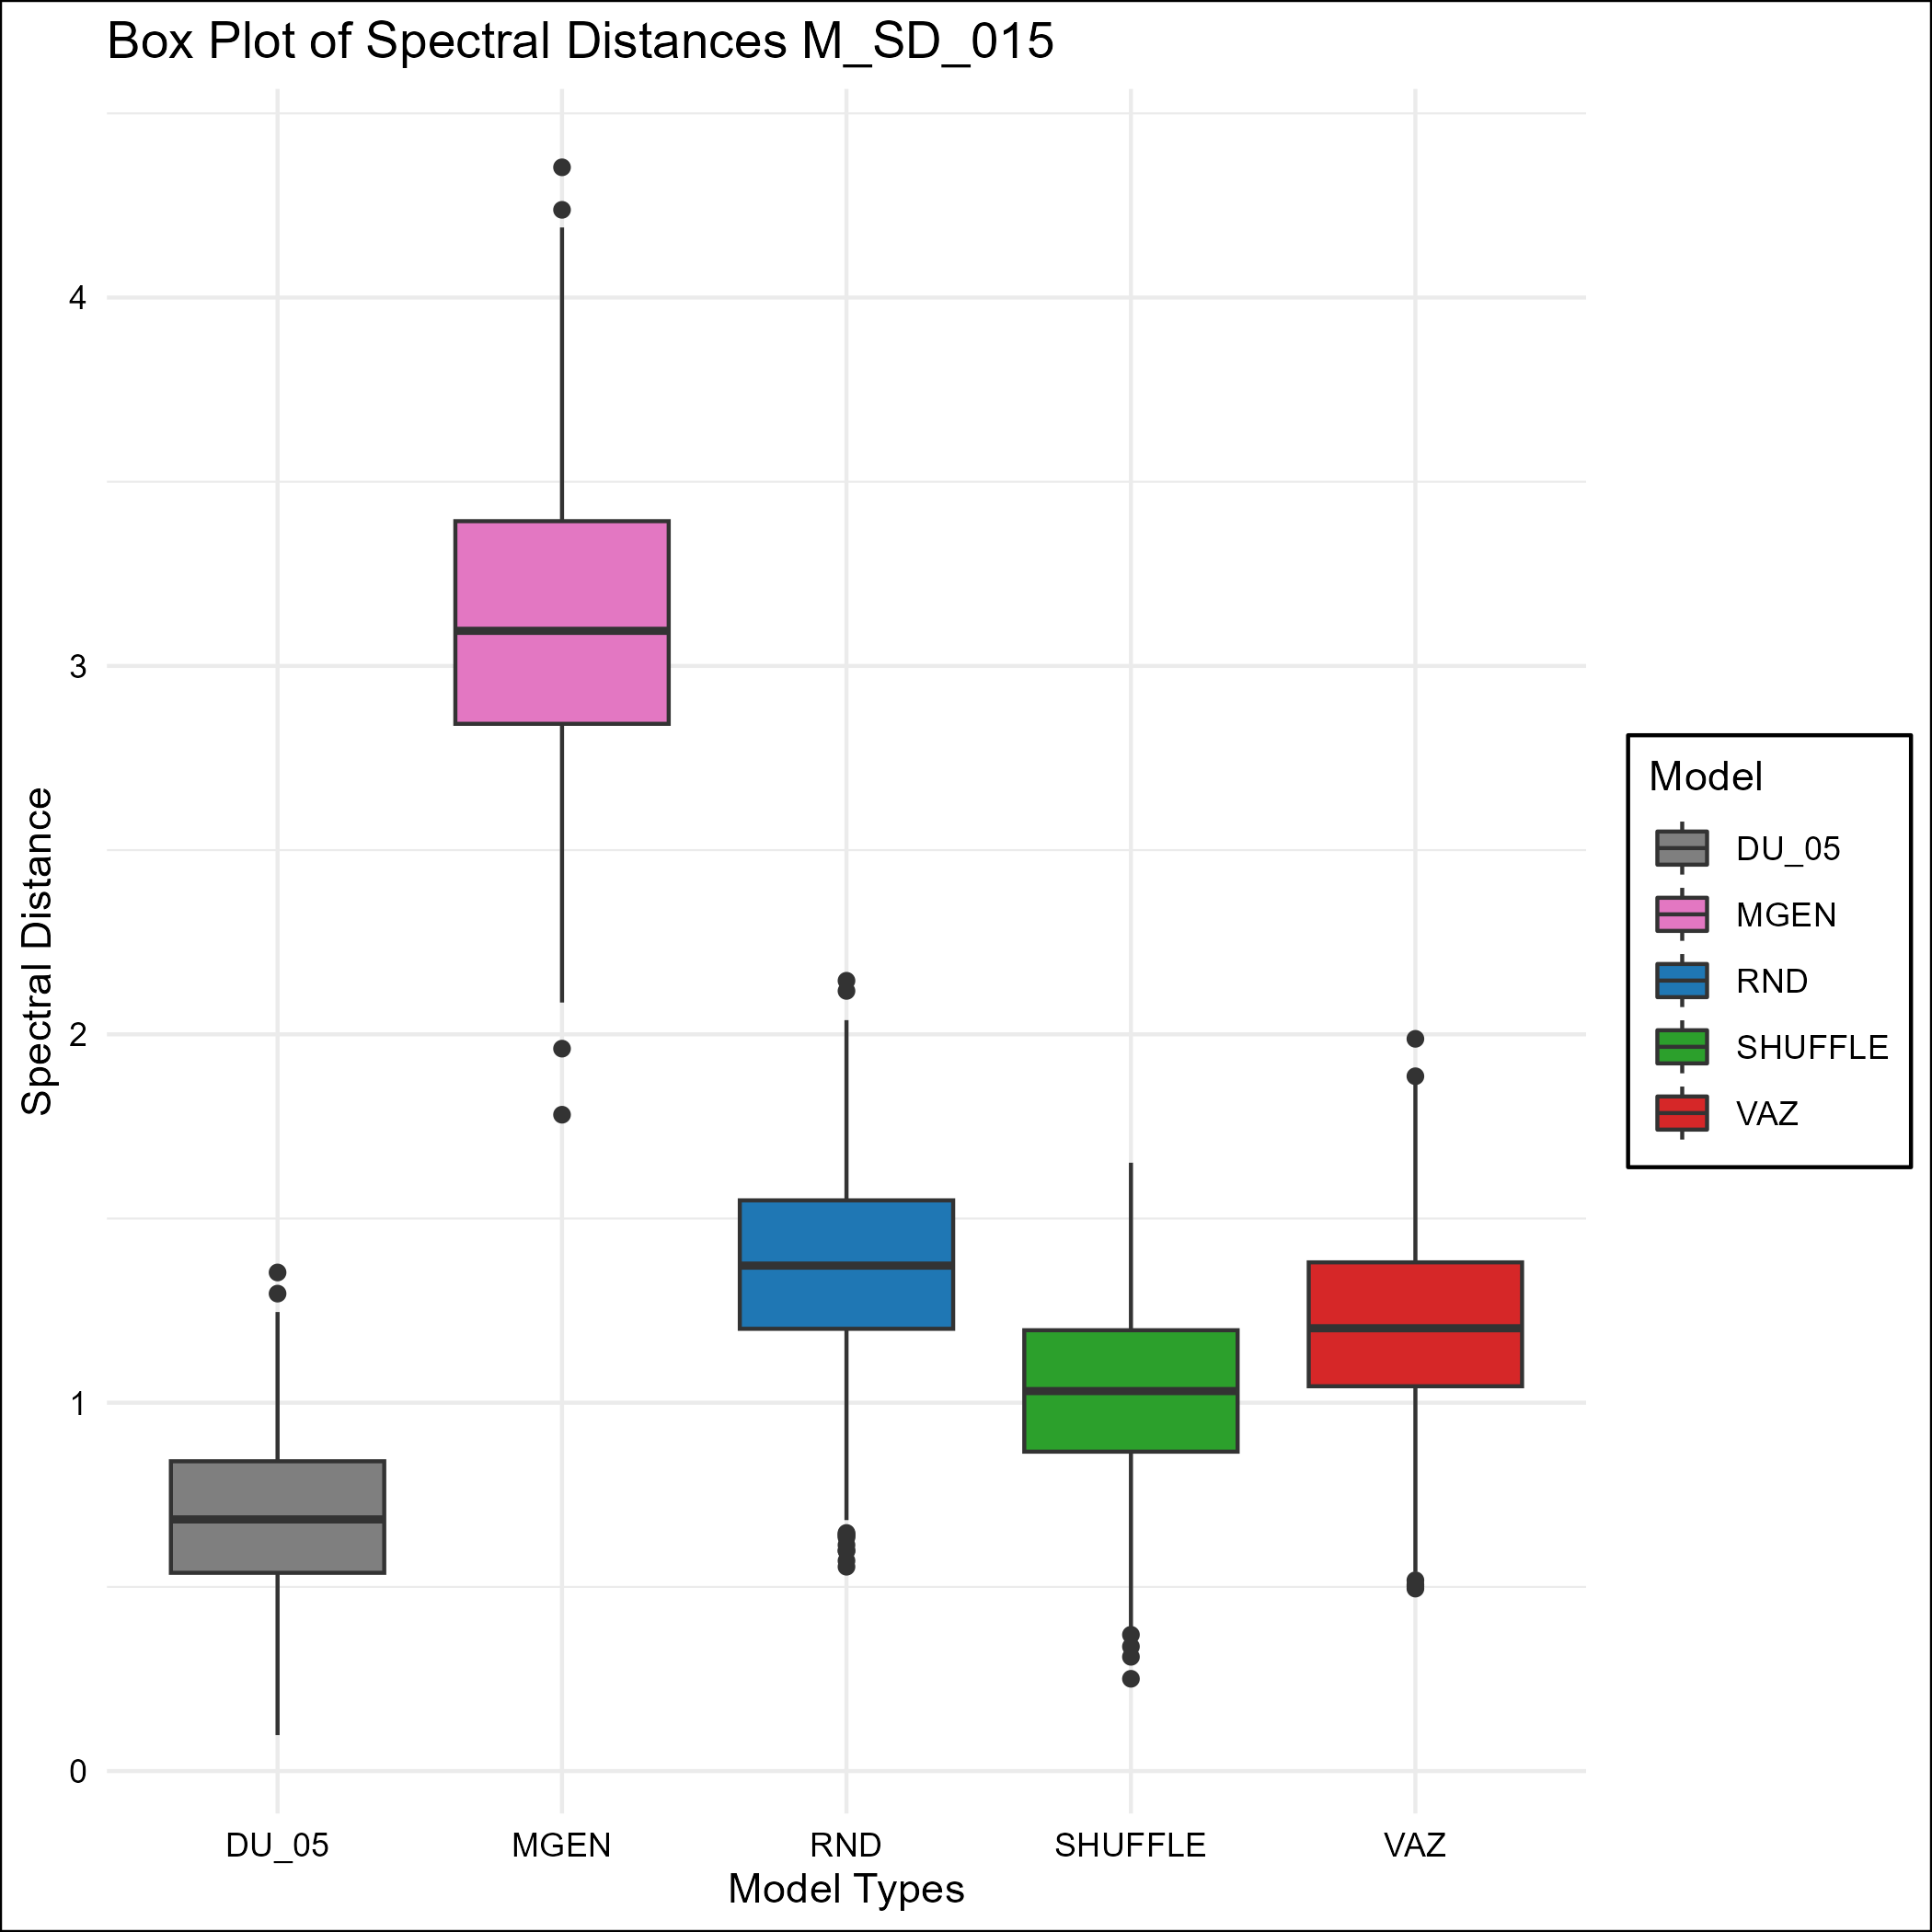 Box Plot of Spectral Distances M_SD_015
Spectral Distance
4
3
2
1
0
DU_05
MGEN
RND
SHUFFLE
VAZ
Model Types
Model
DU_05
MGEN
RND
SHUFFLE
VAZ